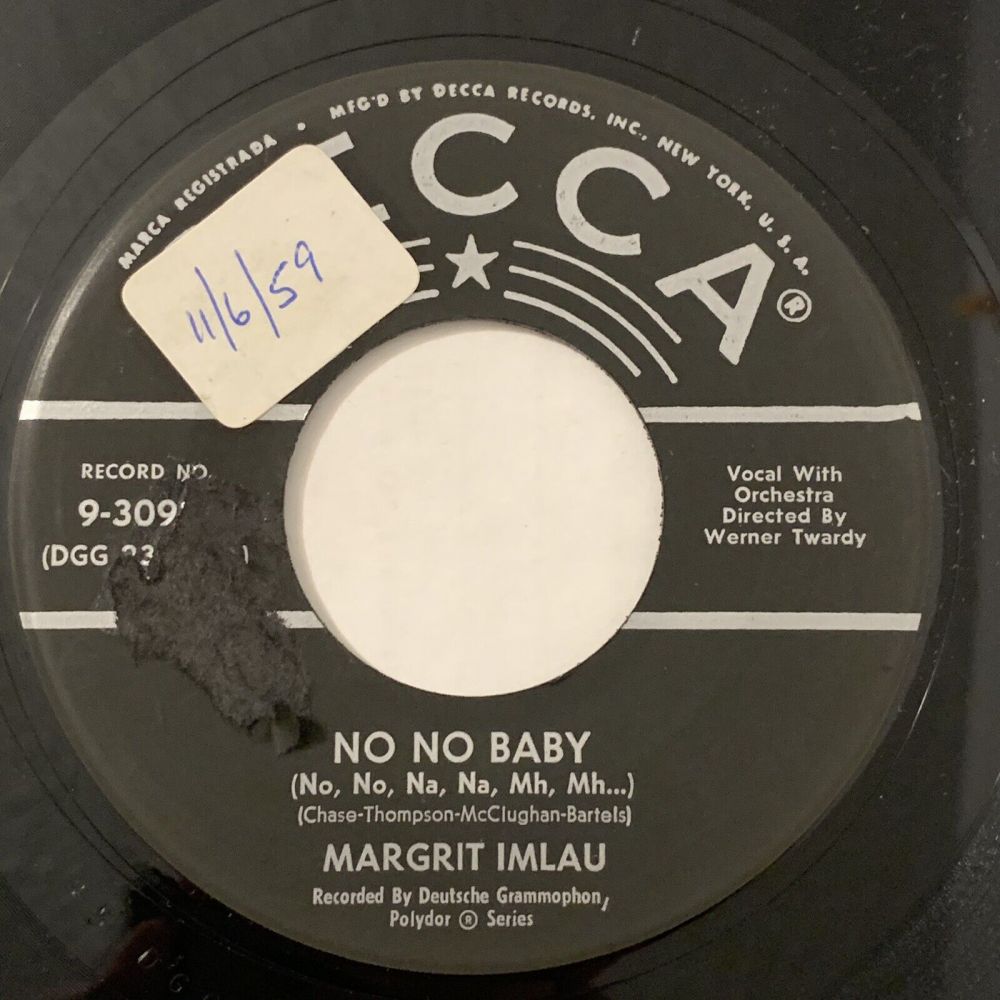 MARCA REGISTRADA • MFG'D BY DECCA RECORDS, INC., NEW YORK, U. S. A.
ECCA®
11/6/59
RECORD NO.
9-309
(DGG 23 )
Vocal With
Orchestra
Directed By
Werner Twardy
NO NO BABY
(No, No, Na, Na, Mh, Mh...)
(Chase-Thompson-McClughan-Bartels)
MARGRIT IMLAU
Recorded By Deutsche Grammophon,
Polydor ® Series